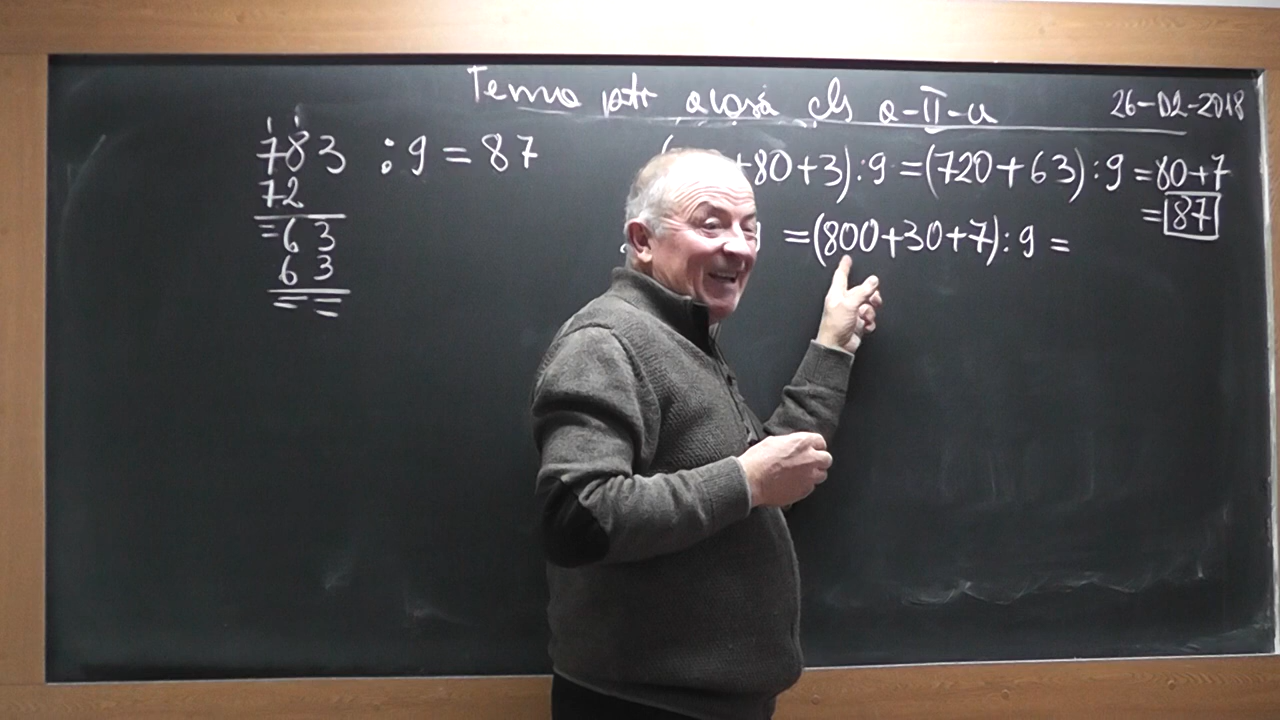 Tema ptr acasă cls a-II-a 26-02-2018
783 : 9 = 87
72
= 63
63
= =
+80+3):9 =(720+63):9 =80+7
= 87
=(800+30+7):9 =